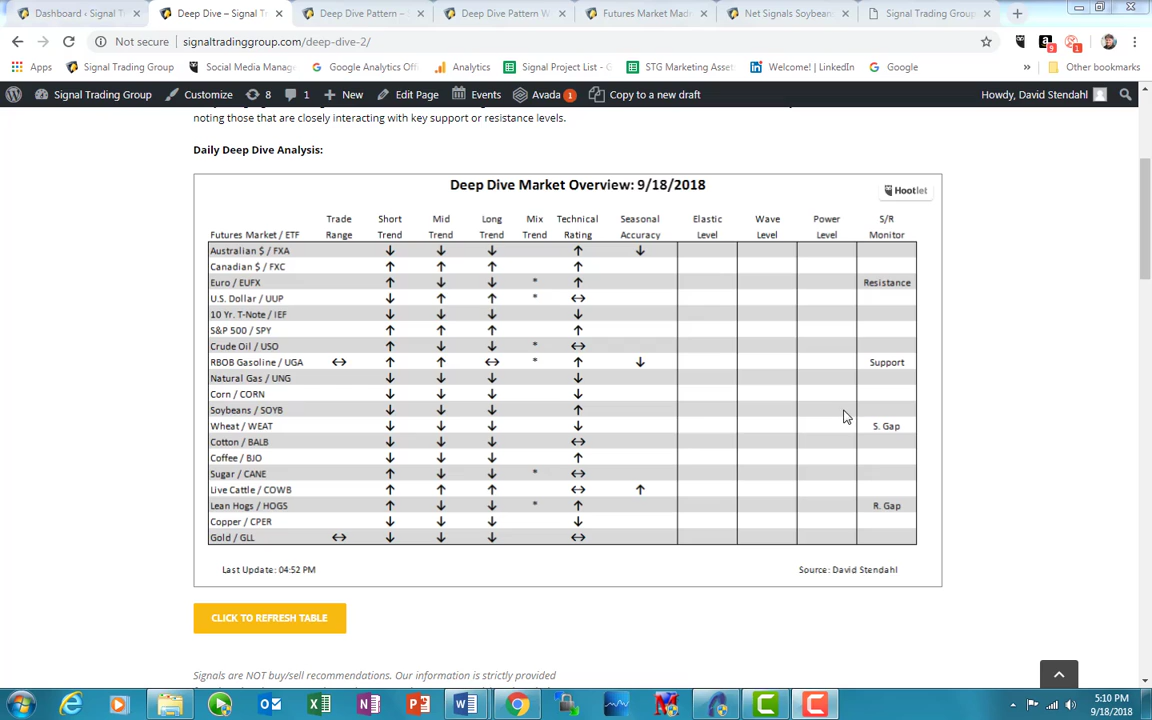 Dashboard ‹ Signal T
Deep Dive – Signal Tr
Deep Dive Pattern –
Deep Dive Pattern W
Futures Market Mad
Net Signals Soybean
Signal Trading Group
Not secure signaltradinggroup.com/deep-dive-2/
9
1
Apps
Signal Trading Group
Social Media Manag
Google Analytics Offi
Analytics
Signal Project List - G
STG Marketing Asset
Welcome! | LinkedIn
Google
»
Other bookmarks
Signal Trading Group
Customize
8
1
New
Edit Page
Events
Avada 1
Copy to a new draft
Howdy, David Stendahl
noting those that are closely interacting with key support or resistance levels.
Daily Deep Dive Analysis:
Deep Dive Market Overview: 9/18/2018
Hootlet
Trade Short Mid Long Mix Technical Seasonal Elastic Wave Power S/R
Futures Market / ETF Range Trend Trend Trend Trend Rating Accuracy Level Level Level Monitor
Australian $ / FXA ↓ ↓ ↓ ↑ ↓
Canadian $ / FXC ↑ ↑ ↑ ↑
Euro / EUFX ↑ ↓ ↓ * ↑ Resistance
U.S. Dollar / UUP ↓ ↑ ↑ * ↔
10 Yr. T-Note / IEF ↓ ↓ ↓ ↓
S&P 500 / SPY ↑ ↑ ↑ ↑
Crude Oil / USO ↑ ↓ ↓ * ↔
RBOB Gasoline / UGA ↔ ↑ ↑ ↔ * ↑ ↓ Support
Natural Gas / UNG ↓ ↓ ↓ ↓
Corn / CORN ↓ ↓ ↓ ↓
Soybeans / SOYB ↓ ↓ ↓ ↑
Wheat / WEAT ↓ ↓ ↓ ↓ S. Gap
Cotton / BALB ↓ ↓ ↓ ↔
Coffee / BJO ↓ ↓ ↓ ↑
Sugar / CANE ↑ ↓ ↓ * ↔
Live Cattle / COWB ↑ ↑ ↑ ↔ ↑
Lean Hogs / HOGS ↑ ↓ ↓ * ↑ R. Gap
Copper / CPER ↓ ↓ ↓ ↓
Gold / GLL ↔ ↓ ↓ ↓ ↔
Last Update: 04:52 PM
Source: David Stendahl
CLICK TO REFRESH TABLE
Signals are NOT buy/sell recommendations. Our information is strictly provided
5:10 PM
9/18/2018